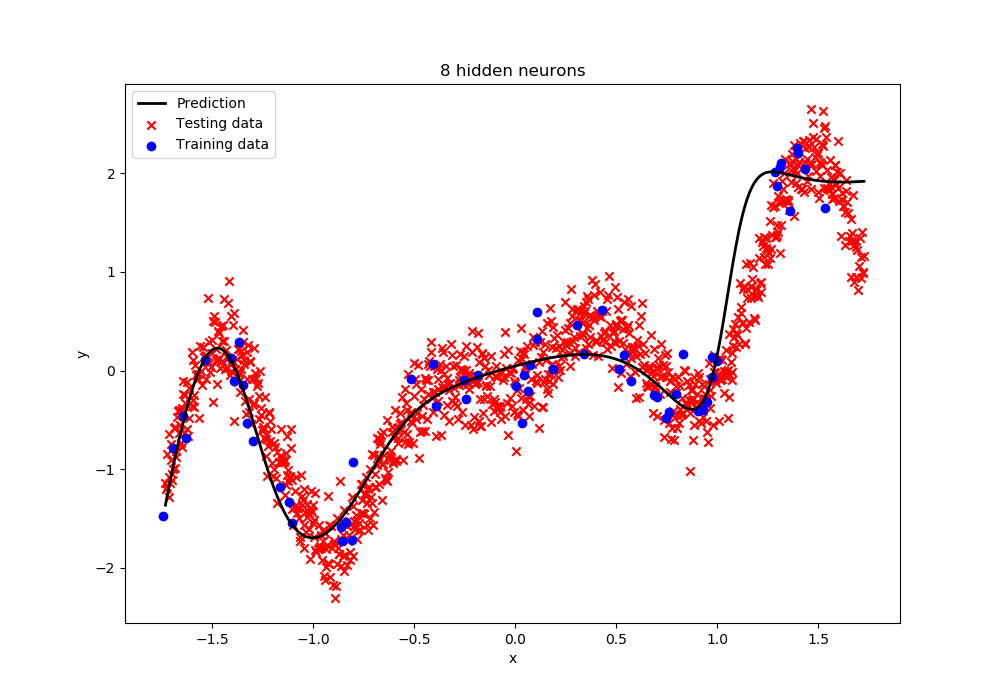 8 hidden neurons
Prediction
Testing data
Training data
y
2
1
0
−1
−2
−1.5 −1.0 −0.5 0.0 0.5 1.0 1.5
x